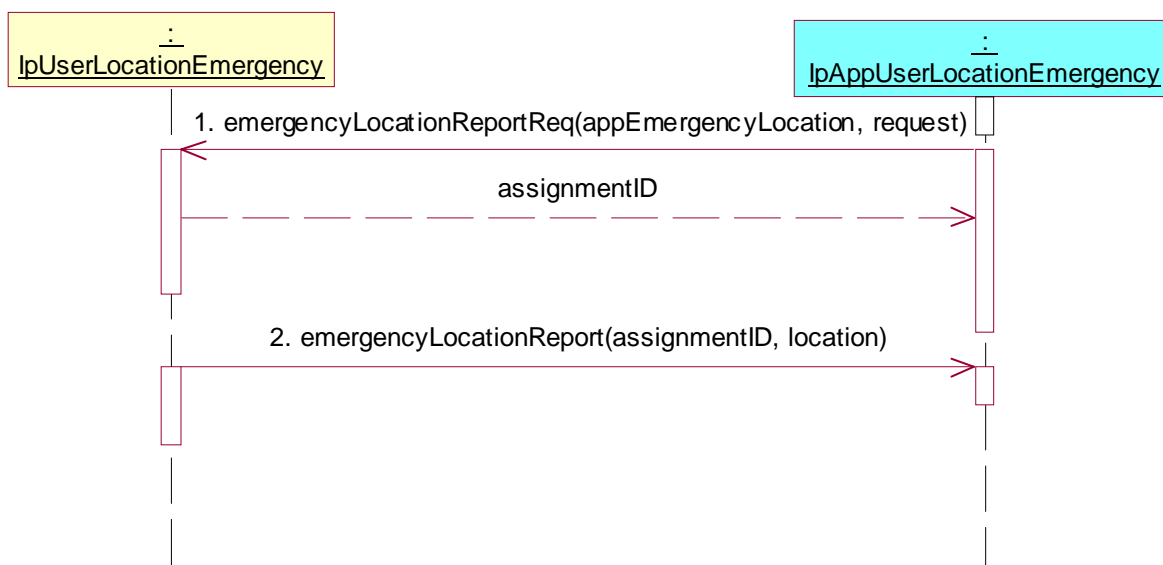 :
IpUserLocationEmergency
:
IpAppUserLocationEmergency
1. emergencyLocationReportReq(appEmergencyLocation, request)
assignmentID
2. emergencyLocationReport(assignmentID, location)